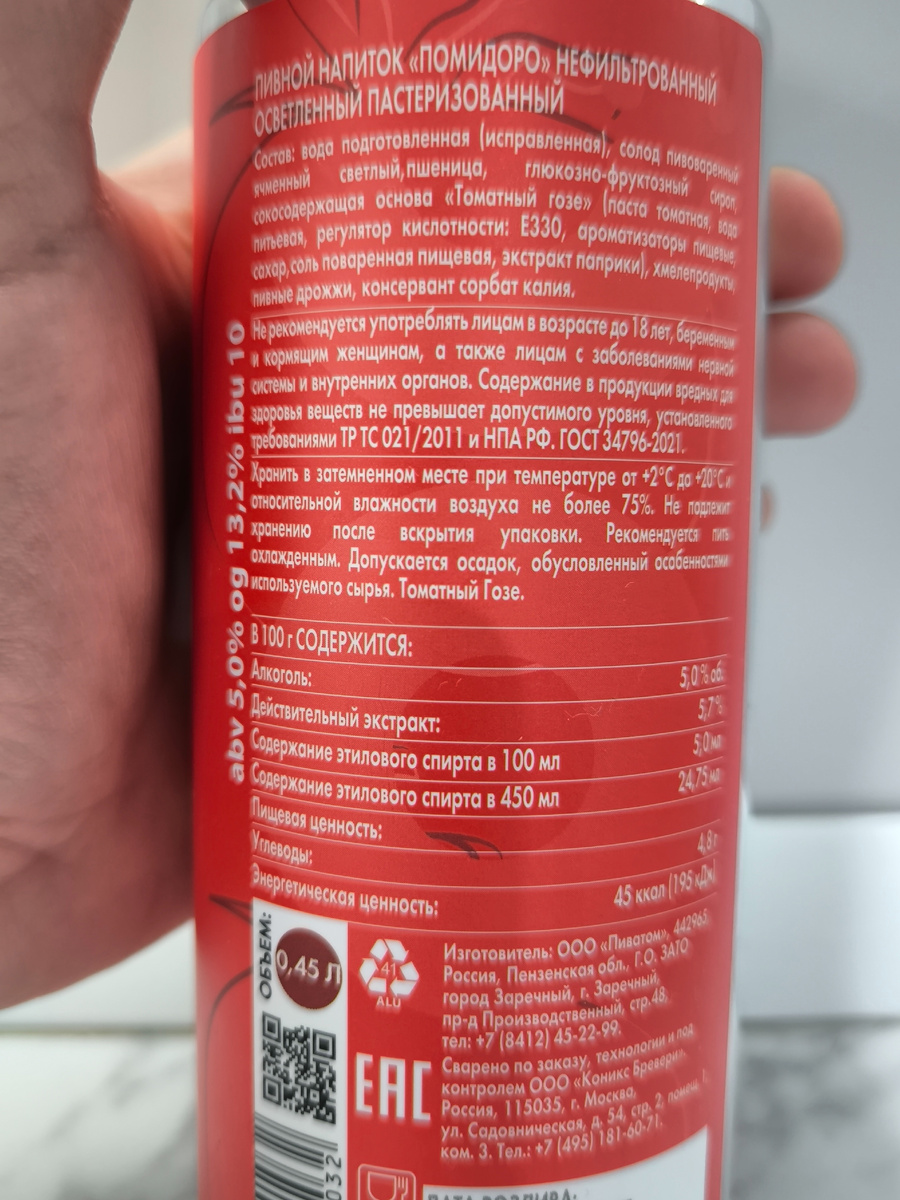 ПИВНОЙ НАПИТОК «ПОМИДОРО» НЕФИЛЬТРОВАННЫЙ
ОСВЕТЛЕННЫЙ ПАСТЕРИЗОВАННЫЙ
Состав: вода подготовленная (исправленная), солод пивоваренный
ячменный светлый, пшеница, глюкозно-фруктозный сироп,
сокосодержащая основа «Томатный гозе» (паста томатная, вода
питьевая, регулятор кислотности: Е330, ароматизаторы пищевые,
сахар, соль поваренная пищевая, экстракт паприки), хмелепродукты,
пивные дрожжи, консервант сорбат калия.
Не рекомендуется употреблять лицам в возрасте до 18 лет, беременным
и кормящим женщинам, а также лицам с заболеваниями нервной
системы и внутренних органов. Содержание в продукции вредных для
здоровья веществ не превышает допустимого уровня, установленного
требованиями ТР ТС 021/2011 и НПА РФ. ГОСТ 34796-2021.
Хранить в затемненном месте при температуре от +2°С до +20°С и
относительной влажности воздуха не более 75%. Не подлежит
хранению после вскрытия упаковки. Рекомендуется пить
охлажденным. Допускается осадок, обусловленный особенностями
используемого сырья. Томатный Гозе.
abv 5,0% og 13,2% ibu 10
В 100 г СОДЕРЖИТСЯ:
Алкоголь: 5,0 % об.
Действительный экстракт: 5,7 %
Содержание этилового спирта в 100 мл 5,0 мл
Содержание этилового спирта в 450 мл 24,75 мл
Пищевая ценность:
Углеводы: 4,8 г
Энергетическая ценность: 45 ккал (195 кДж)
ОБЪЕМ:
0,45 Л
41
ALU
EAC
032
Изготовитель: ООО «Пиватом», 442965,
Россия, Пензенская обл., Г.О. ЗАТО
город Заречный, г. Заречный,
пр-д Производственный, стр.48,
тел: +7 (8412) 45-22-99.
Сварено по заказу, технологии и под
контролем ООО «Коникс Бревери»,
Россия, 115035, г. Москва,
ул. Садовническая, д. 54, стр. 2, помещ. 1,
ком. 3. Тел.: +7 (495) 181-60-71.
ДАТА РОЗЛИВА: